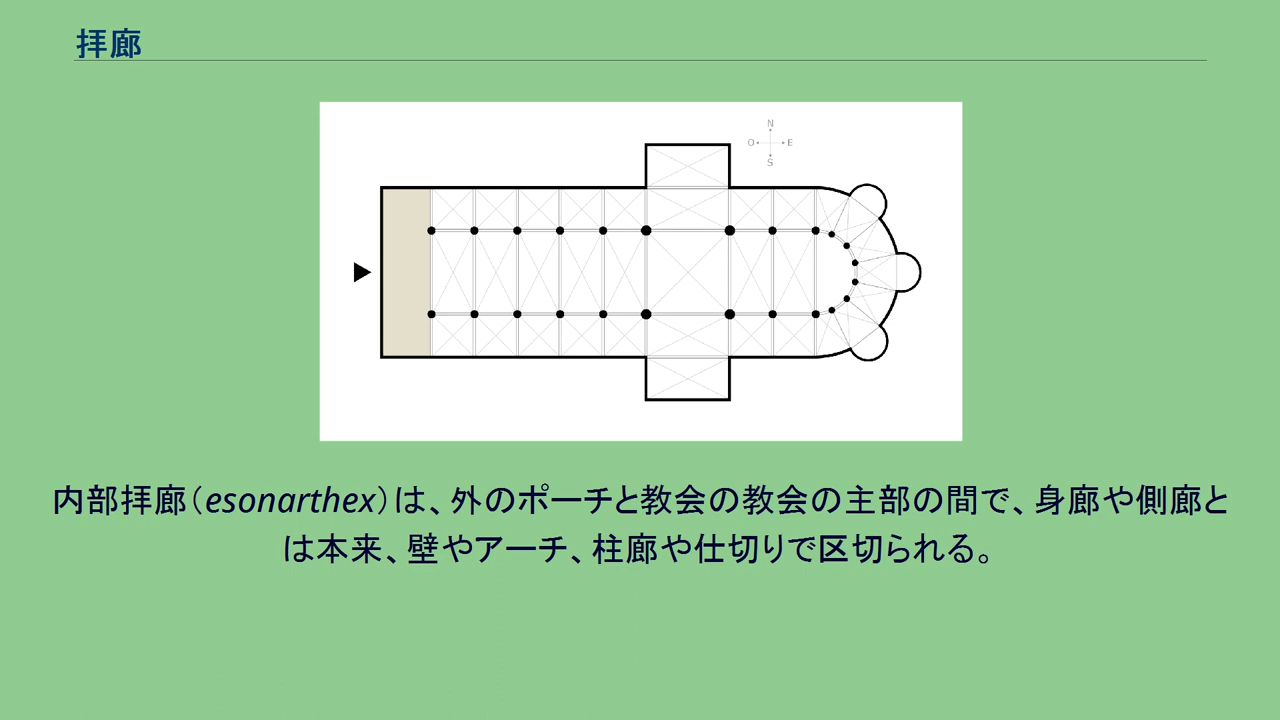 拝廊
N
O E
S
内部拝廊（esonarthex）は、外のポーチと教会の教会の主部の間で、身廊や側廊と
は本来、壁やアーチ、柱廊や仕切りで区切られる。